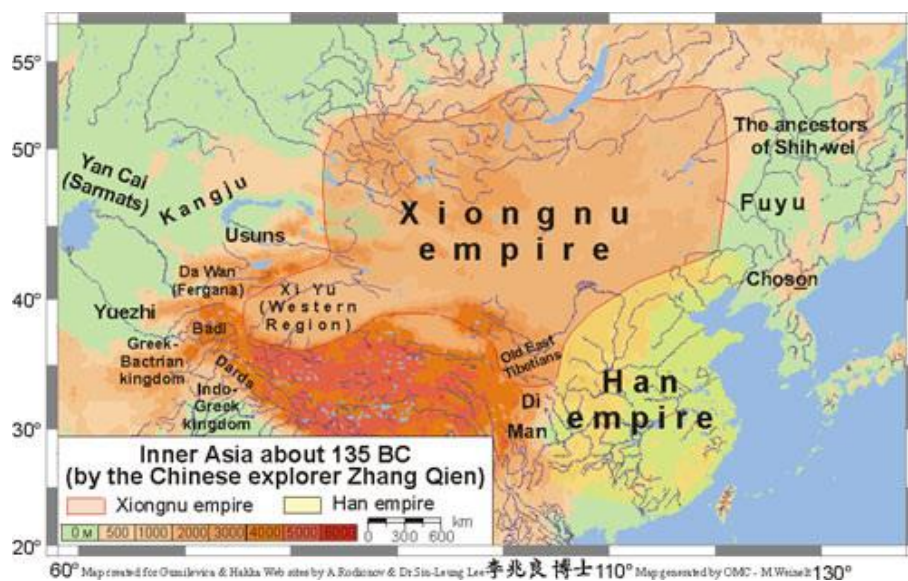 55°
50°
40°
30°
20°
60°
110°
130°
Yan Cai
(Sarmats)
Kangju
Usuns
Xiongnu
empire
The ancestors
of Shih-wei
Fuyu
Choson
Da Wan
(Fergana)
Xi Yu
(Western
Region)
Yuezhi
Badl
Greek-
Bactrian
kingdom
Dards
Indo-
Greek
kingdom
Old East
Tibetians
Di
Man
Han
empire
Inner Asia about 135 BC
(by the Chinese explorer Zhang Qien)
Xiongnu empire
Han empire
0 м 500 1000 2000 3000 4000 5000 6000
0 300 600 km
Map created for Gumilevica & Hakka Web sites by A.Rodionov & Dr.Siu-Leung Lee 李兆良博士 Map generated by OMC - M.Weinelt